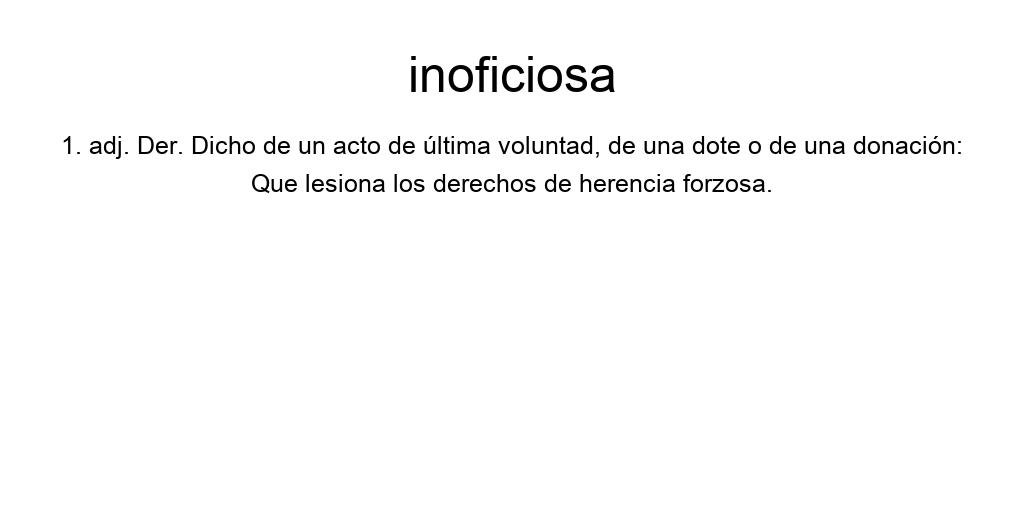 inoficiosa
1. adj. Der. Dicho de un acto de última voluntad, de una dote o de una donación:
Que lesiona los derechos de herencia forzosa.